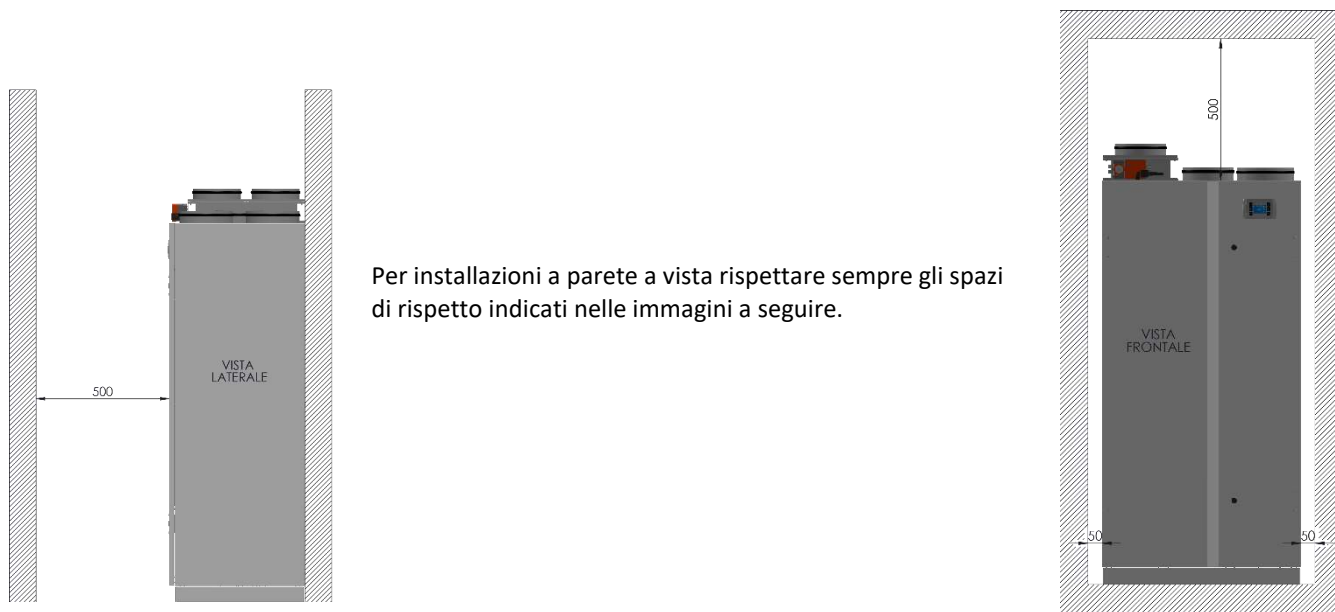 500
VISTA
LATERALE
Per installazioni a parete a vista rispettare sempre gli spazi
di rispetto indicati nelle immagini a seguire.
500
VISTA
FRONTALE
50
50